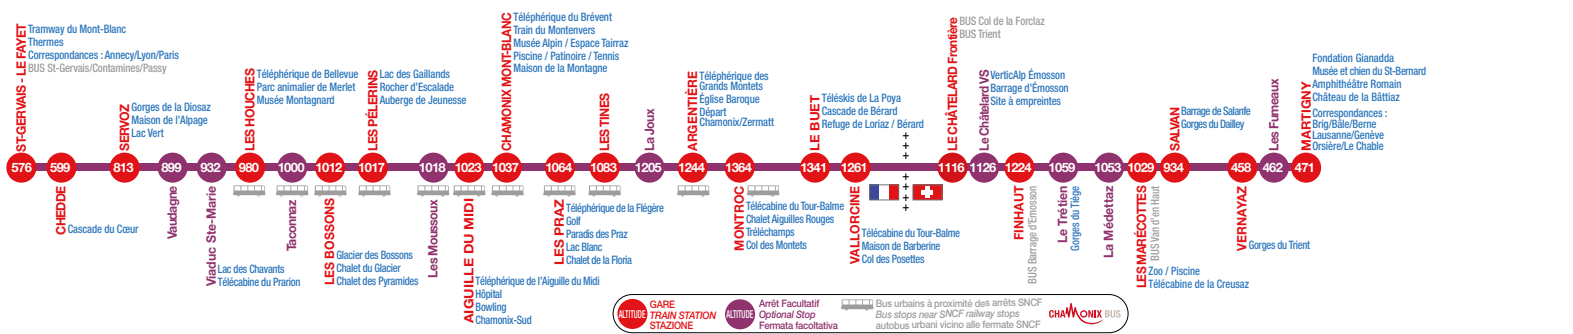 ST-GERVAIS - LE FAYET
Tramway du Mont-Blanc
Thermes
Correspondances : Annecy/Lyon/Paris
BUS St-Gervais/Contamines/Passy
576
599
CHEDDE
Cascade du Cœur
SERVOZ
Gorges de la Diosaz
Maison de l'Alpage
Lac Vert
813
899
Vaudagne
932
Viaduc Ste-Marie
Lac des Chavants
Télécabine du Prarion
LES HOUCHES
Téléphérique de Bellevue
Parc animalier de Merlet
Musée Montagnard
980
1000
Taconnaz
1012
LES BOSSONS
Glacier des Bossons
Chalet du Glacier
Chalet des Pyramides
LES PÉLERINS
Lac des Gaillands
Rocher d'Escalade
Auberge de Jeunesse
1017
1018
Les Moussoux
1023
AIGUILLE DU MIDI
Téléphérique de l'Aiguille du Midi
Hôpital
Bowling
Chamonix-Sud
CHAMONIX MONT-BLANC
Téléphérique du Brévent
Train du Montenvers
Musée Alpin / Espace Tairraz
Piscine / Patinoire / Tennis
Maison de la Montagne
1037
1064
LES PRAZ
Téléphérique de la Flégère
Golf
Paradis des Praz
Lac Blanc
Chalet de la Floria
LES TINES
1083
La Joux
1205
ARGENTIÈRE
Téléphérique des
Grands Montets
Église Baroque
Départ
Chamonix/Zermatt
1244
1364
MONTROC
Télécabine du Tour-Balme
Chalet Aiguilles Rouges
Tréléchamps
Col des Montets
LE BUET
Téléskis de La Poya
Cascade de Bérard
Refuge de Loriaz / Bérard
1341
1261
VALLORCINE
Télécabine du Tour-Balme
Maison de Barberine
Col des Posettes
LE CHÂTELARD Frontière
BUS Col de la Forclaz
BUS Trient
1116
Le Châtelard VS
VerticAlp Émosson
Barrage d'Émosson
Site à empreintes
1126
1224
FINHAUT
BUS Barrage d'Emosson
1059
Le Trétien
Gorges du Tiège
1053
La Médettaz
1029
LES MARÉCOTTES
BUS Van d'en Haut
Zoo / Piscine
Télécabine de la Creusaz
SALVAN
Barrage de Salanfe
Gorges du Dailley
934
458
VERNAYAZ
Gorges du Trient
Les Fumeaux
462
MARTIGNY
Fondation Gianadda
Musée et chien du St-Bernard
Amphithéâtre Romain
Château de la Bâttiaz
Correspondances :
Brig/Bâle/Berne
Lausanne/Genève
Orsière/Le Chable
471
ALTITUDE
GARE
TRAIN STATION
STAZIONE
ALTITUDE
Arrêt Facultatif
Optional Stop
Fermata facoltativa
Bus urbains à proximité des arrêts SNCF
Bus stops near SNCF railway stops
autobus urbani vicino alle fermate SNCF
CHAMONIX BUS